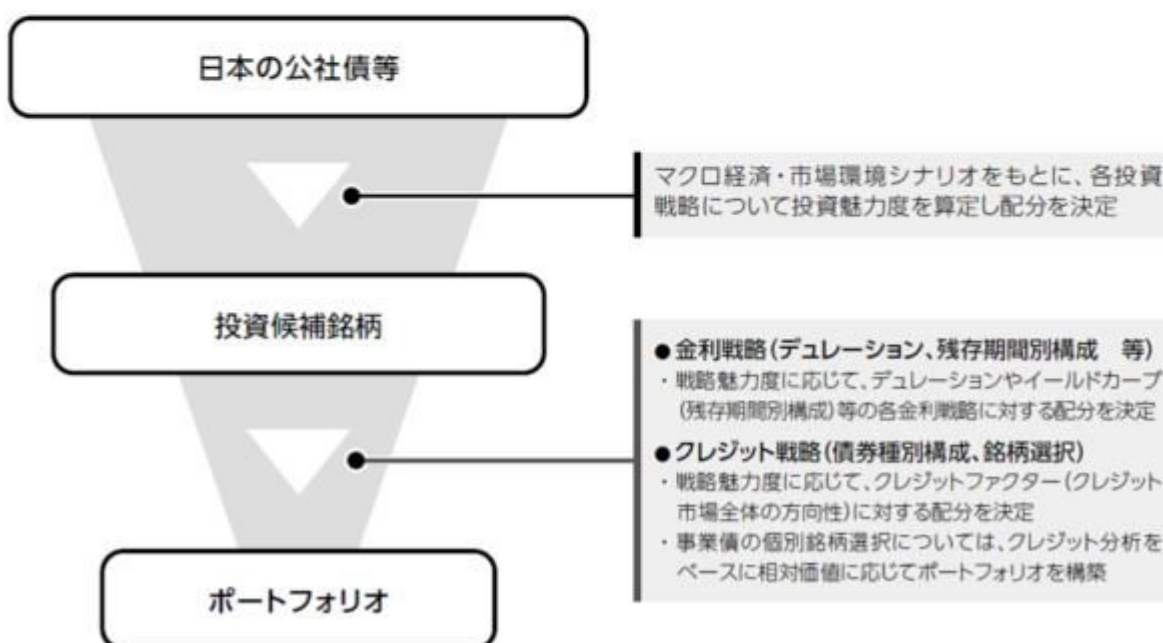 日本の公社債等
マクロ経済・市場環境シナリオをもとに、各投資
戦略について投資魅力度を算定し配分を決定
投資候補銘柄
●金利戦略(デュレーション、残存期間別構成　等)
・戦略魅力度に応じて、デュレーションやイールドカーブ
(残存期間別構成)等の各金利戦略に対する配分を決定
●クレジット戦略(債券種別構成、銘柄選択)
・戦略魅力度に応じて、クレジットファクター(クレジット
市場全体の方向性)に対する配分を決定
・事業債の個別銘柄選択については、クレジット分析を
ベースに相対価値に応じてポートフォリオを構築
ポートフォリオ